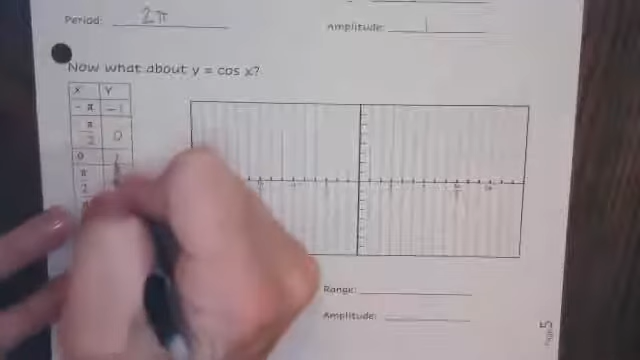 Period: 2π
Amplitude: 1
Now what about y = cos x?
X Y
-π -1
-π/2 0
0 1
π/2
Range:
Amplitude: